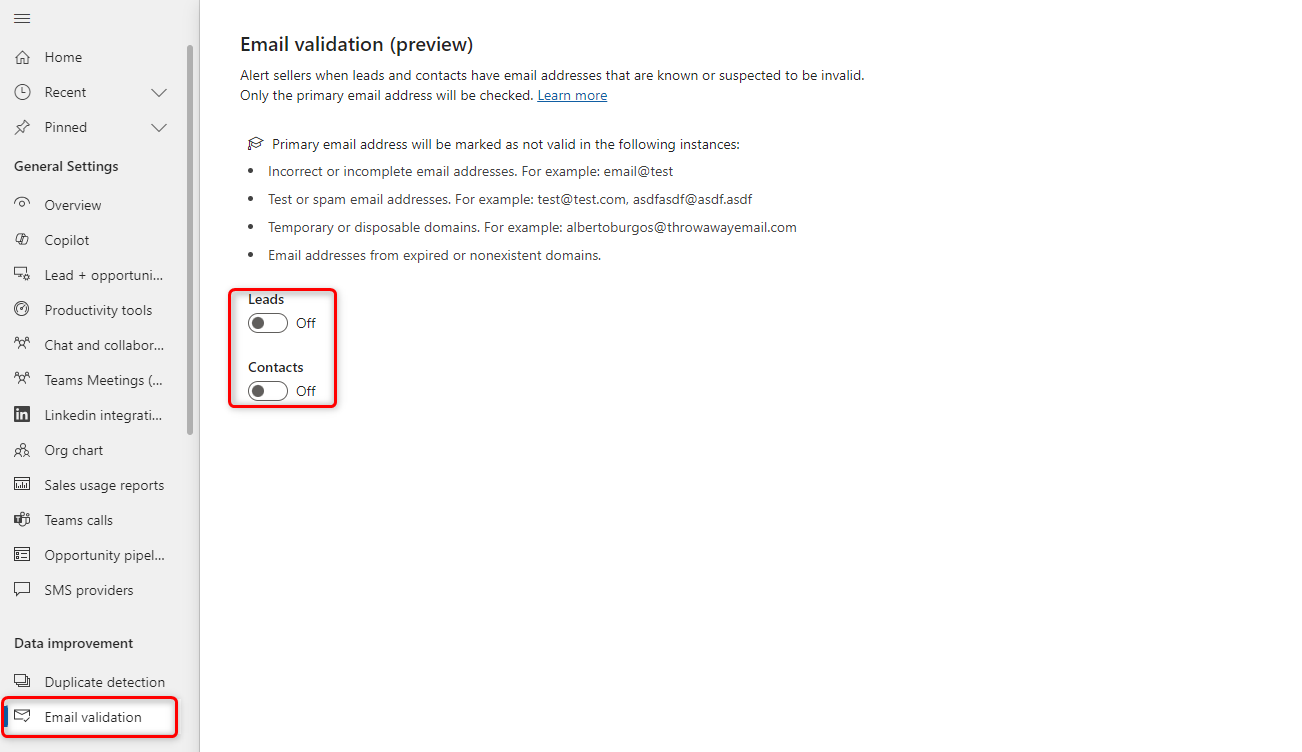 Home
Recent
Pinned
General Settings
Overview
Copilot
Lead + opportuni...
Productivity tools
Chat and collabor...
Teams Meetings (...
Linkedin integrati...
Org chart
Sales usage reports
Teams calls
Opportunity pipel...
SMS providers
Data improvement
Duplicate detection
Email validation
Email validation (preview)
Alert sellers when leads and contacts have email addresses that are known or suspected to be invalid.
Only the primary email address will be checked. Learn more
Primary email address will be marked as not valid in the following instances:
• Incorrect or incomplete email addresses. For example: email@test
• Test or spam email addresses. For example: test@test.com, asdfasdf@asdf.asdf
• Temporary or disposable domains. For example: albertoburgos@throwawayemail.com
• Email addresses from expired or nonexistent domains.
Leads
Off
Contacts
Off